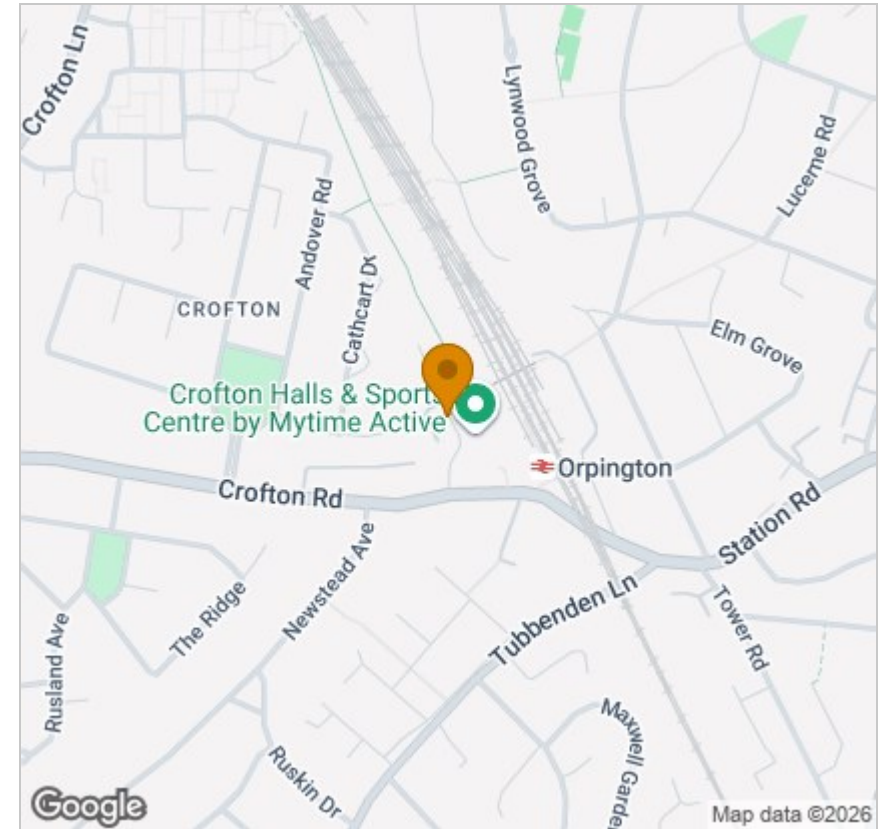 Crofton Ln
Lynwood Grove
Lucerne Rd
Andover Rd
CROFTON
Cathcart Dr
Elm Grove
Crofton Halls & Sports
Centre by Mytime Active
Orpington
Crofton Rd
Station Rd
Newstead Ave
The Ridge
Tubbenden Ln
Tower Rd
Rusland Ave
Maxwell
Ruskin Dr
Google
Map data ©2026